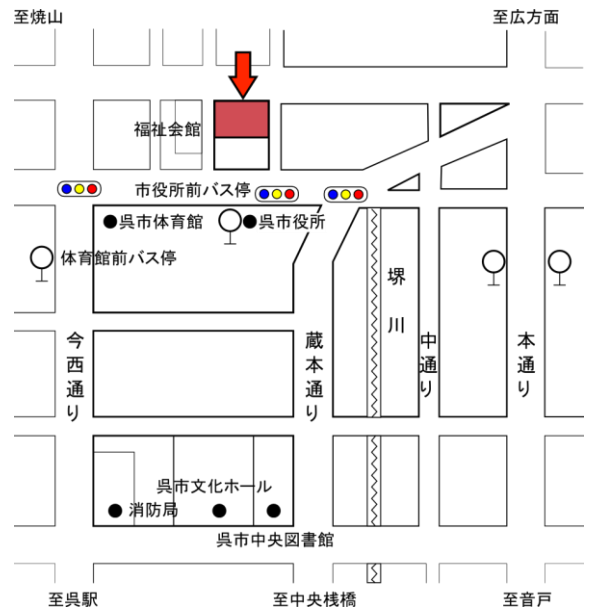 至焼山
至広方面
福祉会館
市役所前バス停
呉市体育館
呉市役所
体育館前バス停
堺川
今西通り
蔵本通り
中通り
本通り
呉市文化ホール
消防局
呉市中央図書館
至呉駅
至中央桟橋
至音戸